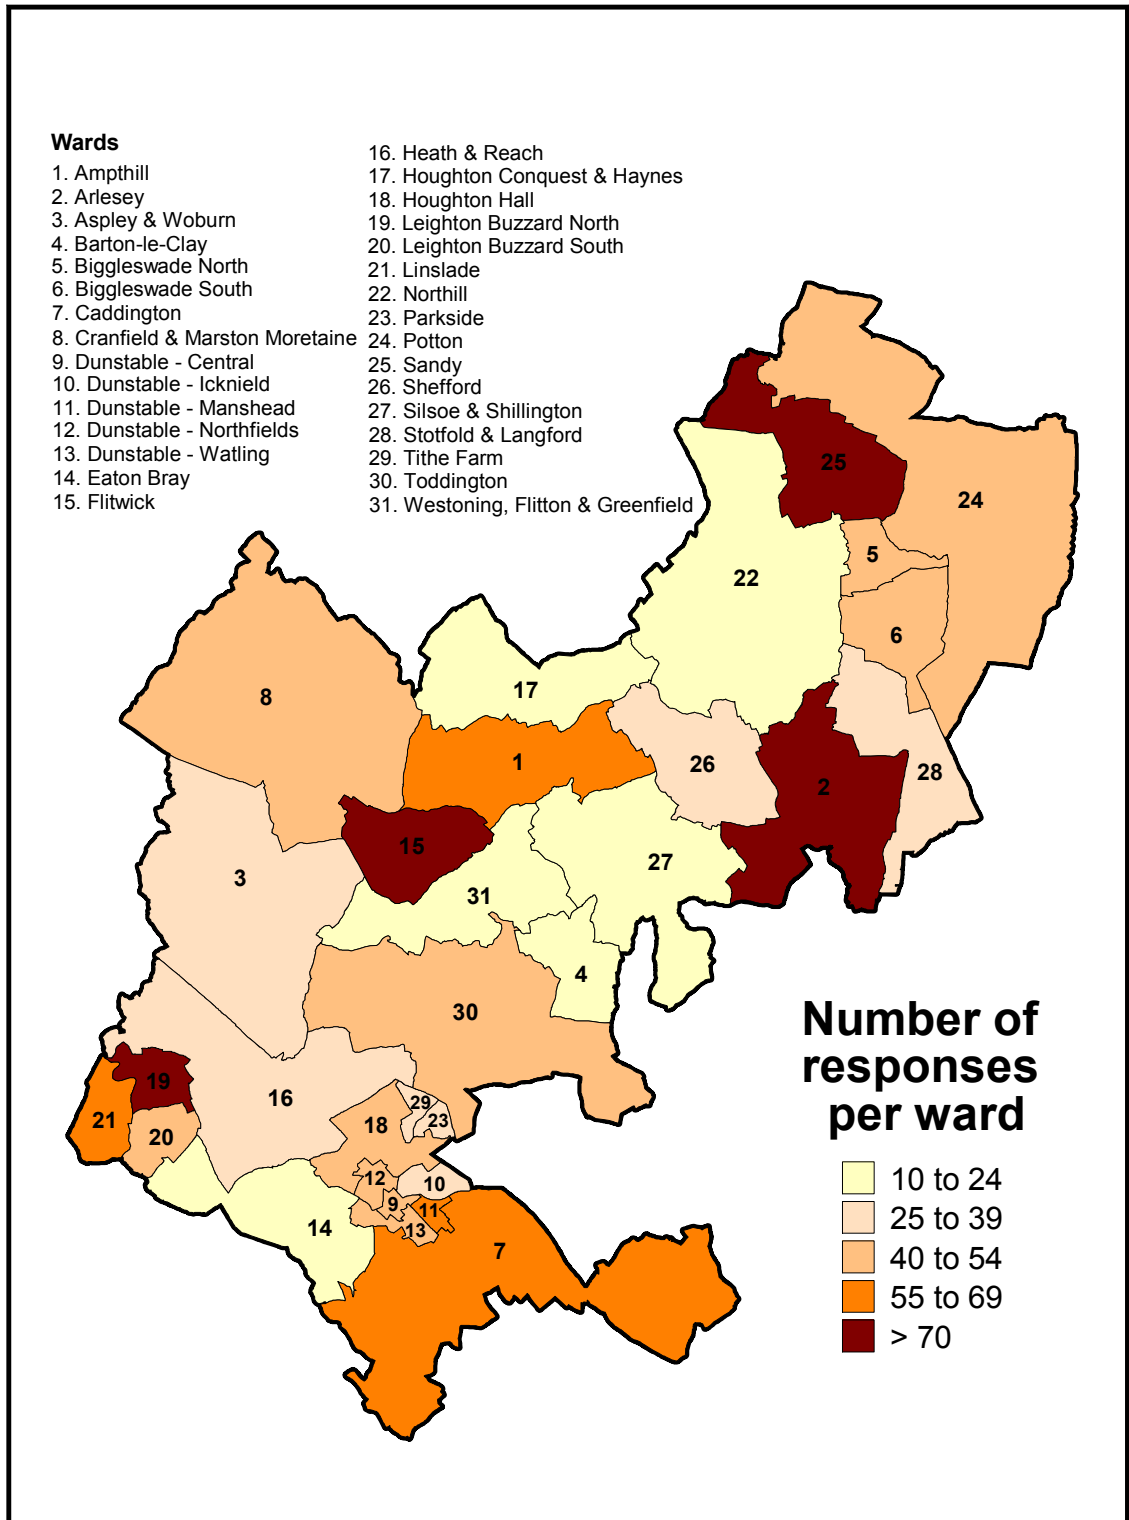 Wards
1. Ampthill
2. Arlesey
3. Aspley & Woburn
4. Barton-le-Clay
5. Biggleswade North
6. Biggleswade South
7. Caddington
8. Cranfield & Marston Moretaine
9. Dunstable - Central
10. Dunstable - Icknield
11. Dunstable - Manshead
12. Dunstable - Northfields
13. Dunstable - Watling
14. Eaton Bray
15. Flitwick
16. Heath & Reach
17. Houghton Conquest & Haynes
18. Houghton Hall
19. Leighton Buzzard North
20. Leighton Buzzard South
21. Linslade
22. Northill
23. Parkside
24. Potton
25. Sandy
26. Shefford
27. Silsoe & Shillington
28. Stotfold & Langford
29. Tithe Farm
30. Toddington
31. Westoning, Flitton & Greenfield
25
24
5
22
6
17
8
1
26
28
2
15
27
3
31
4
30
19
16
29
21
18
23
20
12
10
9
11
13
14
7
Number of
responses
per ward
10 to 24
25 to 39
40 to 54
55 to 69
> 70